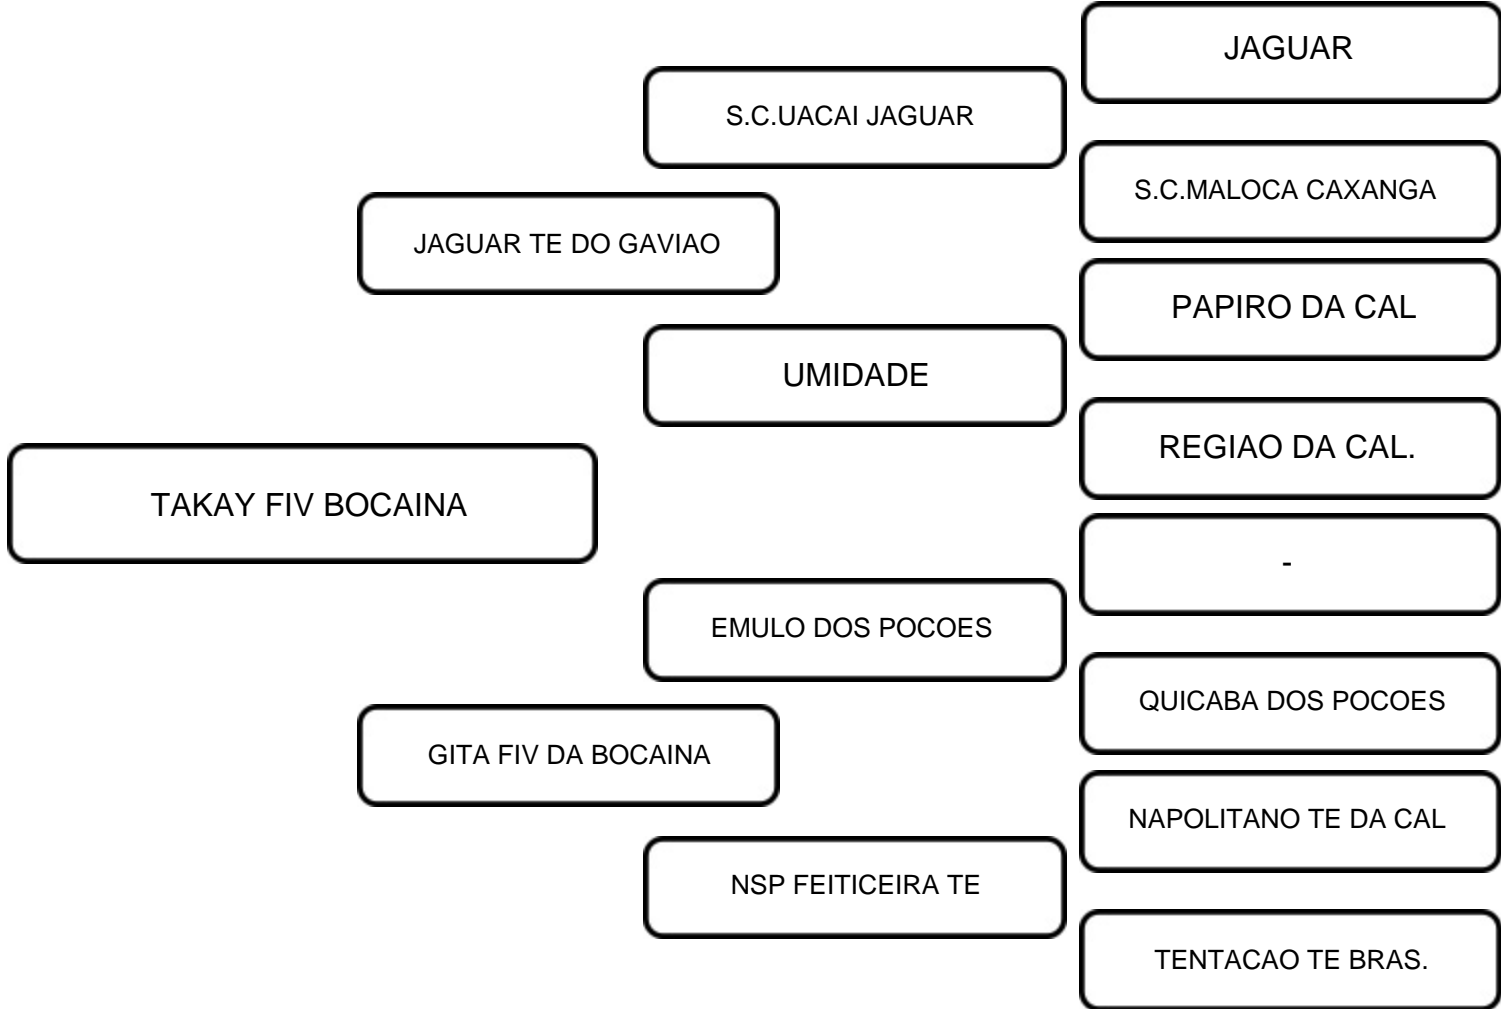 JAGUAR
S.C.UACAI JAGUAR
S.C.MALOCA CAXANGA
JAGUAR TE DO GAVIAO
PAPIRO DA CAL
UMIDADE
REGIAO DA CAL.
TAKAY FIV BOCAINA
-
EMULO DOS POCOES
QUICABA DOS POCOES
GITA FIV DA BOCAINA
NAPOLITANO TE DA CAL
NSP FEITICEIRA TE
TENTACAO TE BRAS.